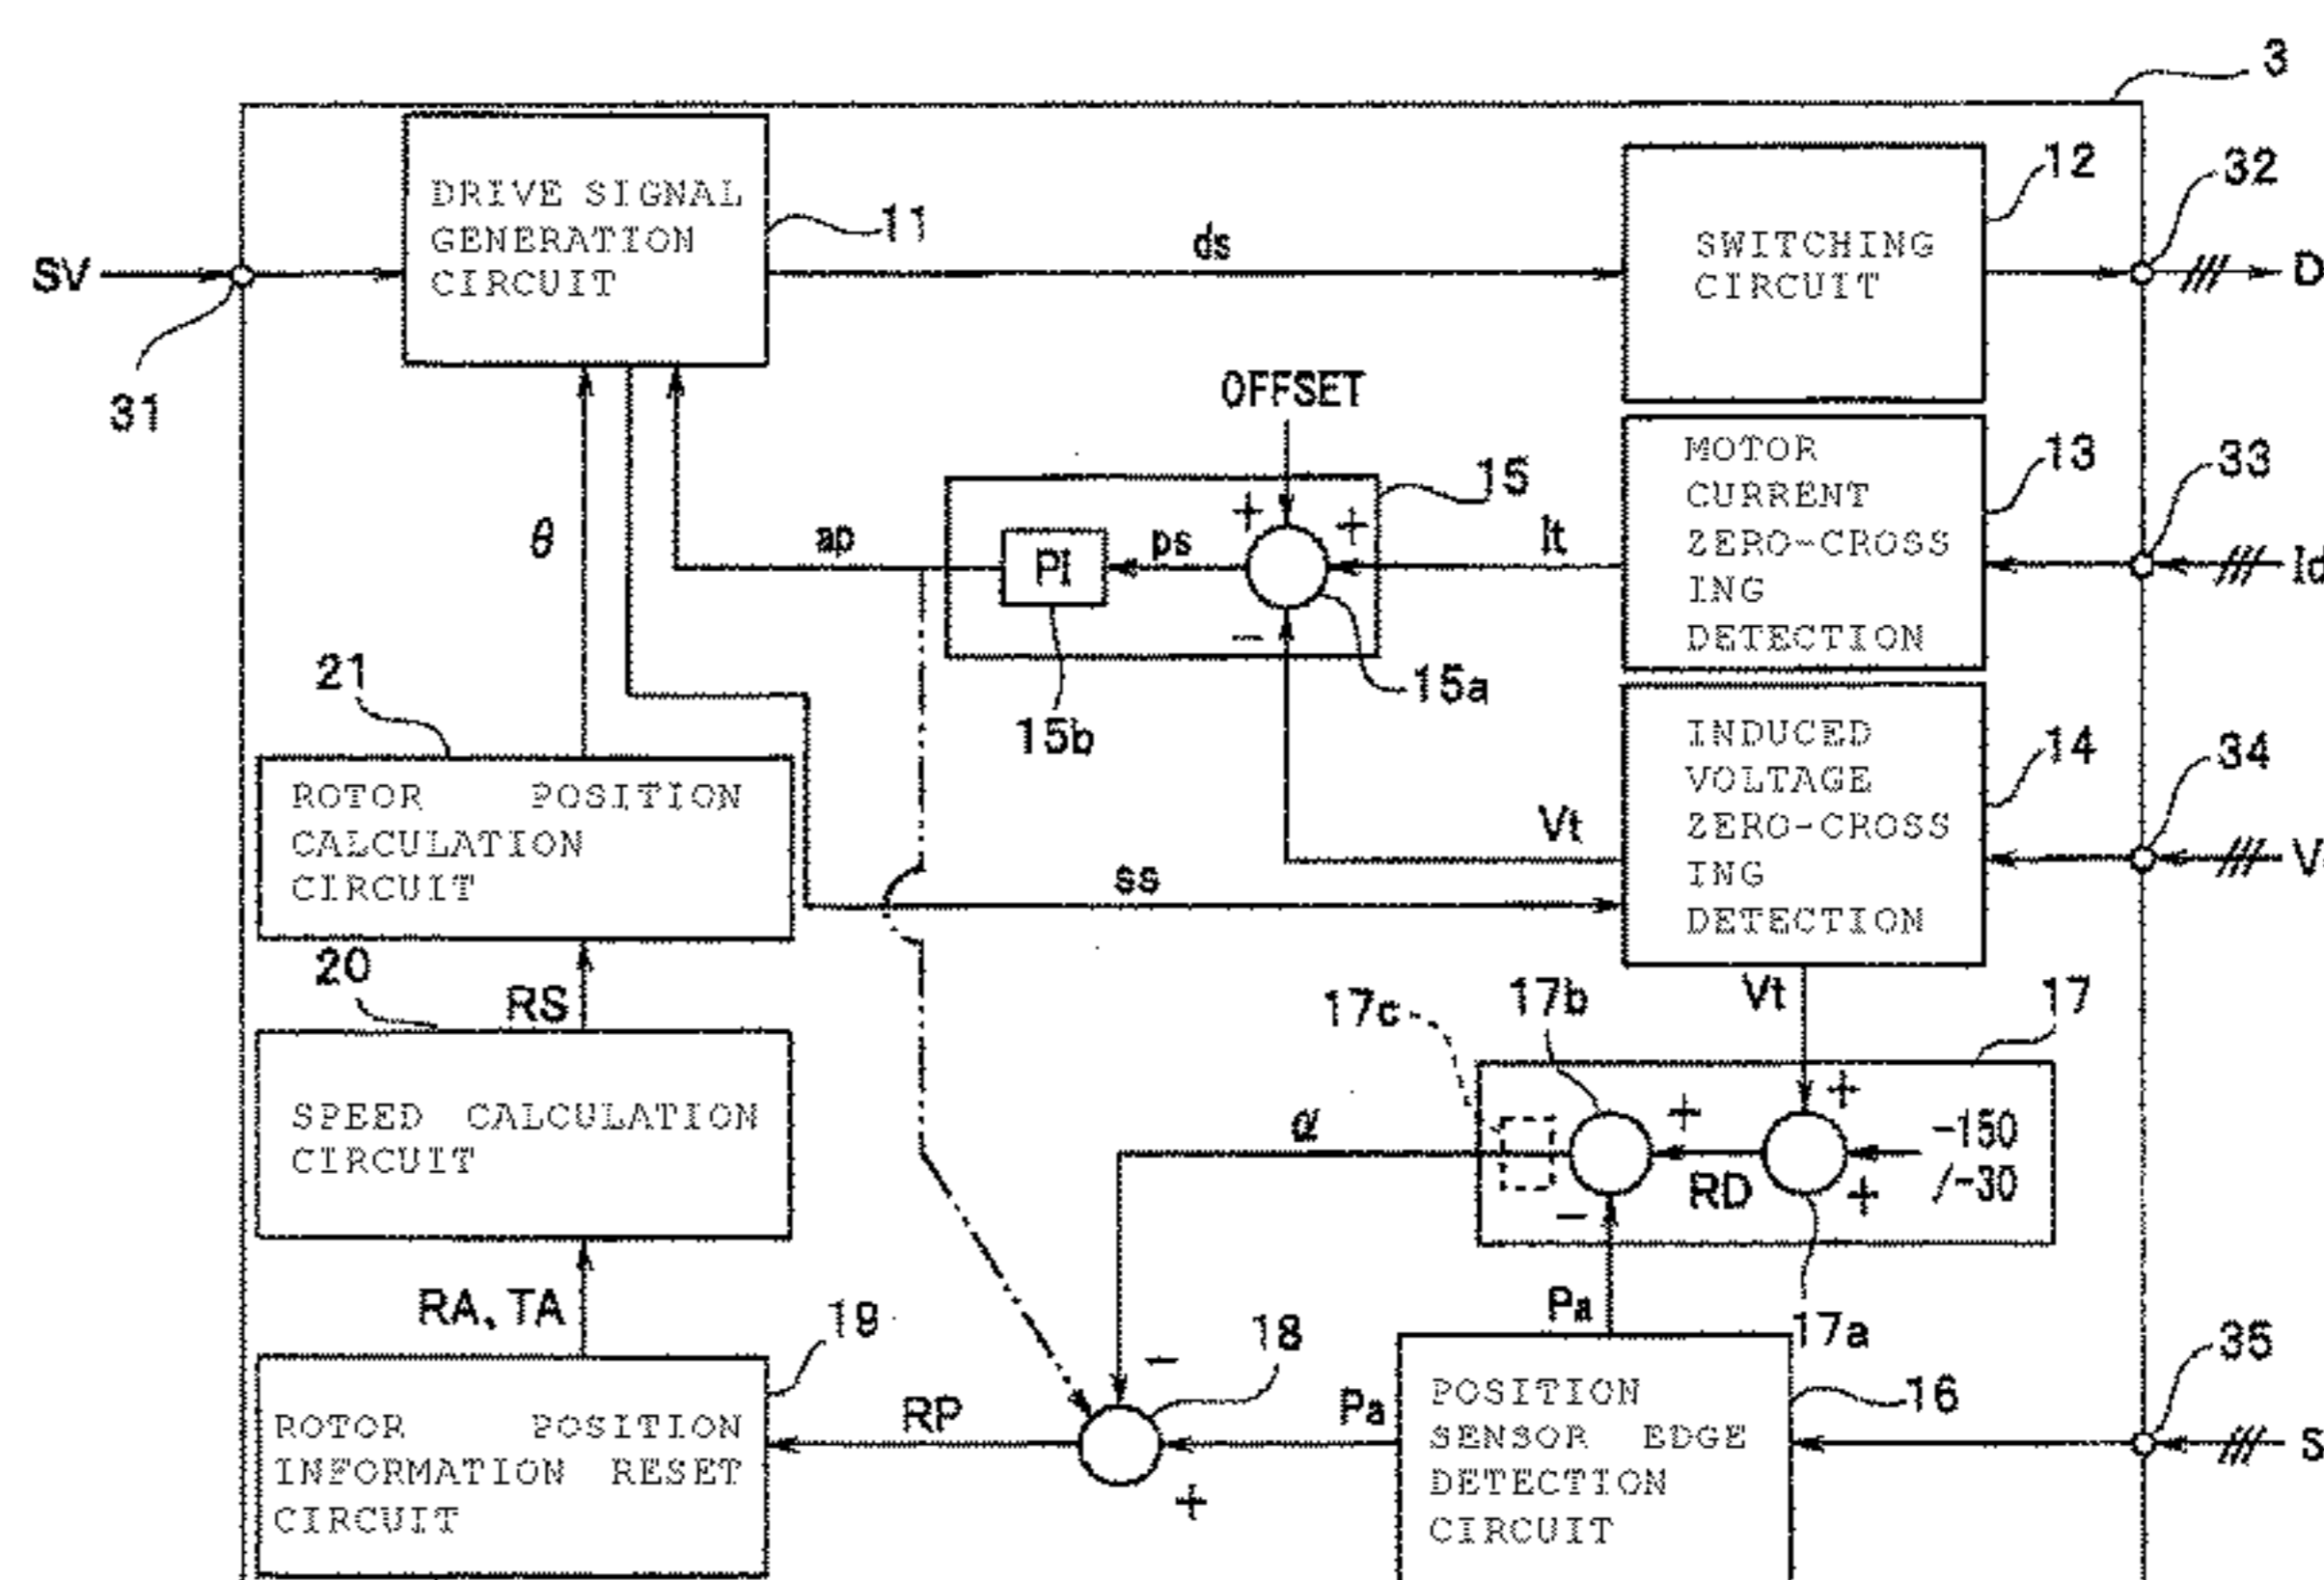 3
DRIVE SIGNAL
GENERATION
CIRCUIT
11
SV
31
ds
SWITCHING
CIRCUIT
12
32
D
OFFSET
MOTOR
CURRENT
ZERO-CROSS
ING
DETECTION
13
33
Id
15
+
+
It
ps
PI
ap
θ
-
15a
15b
21
ROTOR POSITION
CALCULATION
CIRCUIT
INDUCED
VOLTAGE
ZERO-CROSS
ING
DETECTION
14
34
V
Vt
ss
20
RS
SPEED CALCULATION
CIRCUIT
Vt
17
17b
17c
+
+
-150
/-30
+
RD
-
α
Pa
17a
RA, TA
19
ROTOR POSITION
INFORMATION RESET
CIRCUIT
RP
-
18
+
Pa
POSITION
SENSOR EDGE
DETECTION
CIRCUIT
16
35
S